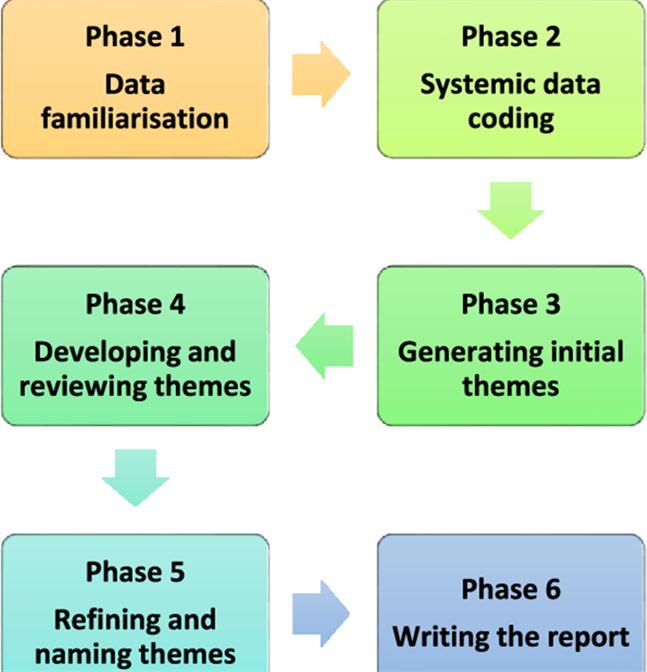 Phase 1
Data
familiarisation
Phase 2
Systemic data
coding
Phase 3
Generating initial
themes
Phase 4
Developing and
reviewing themes
Phase 5
Refining and
naming themes
Phase 6
Writing the report